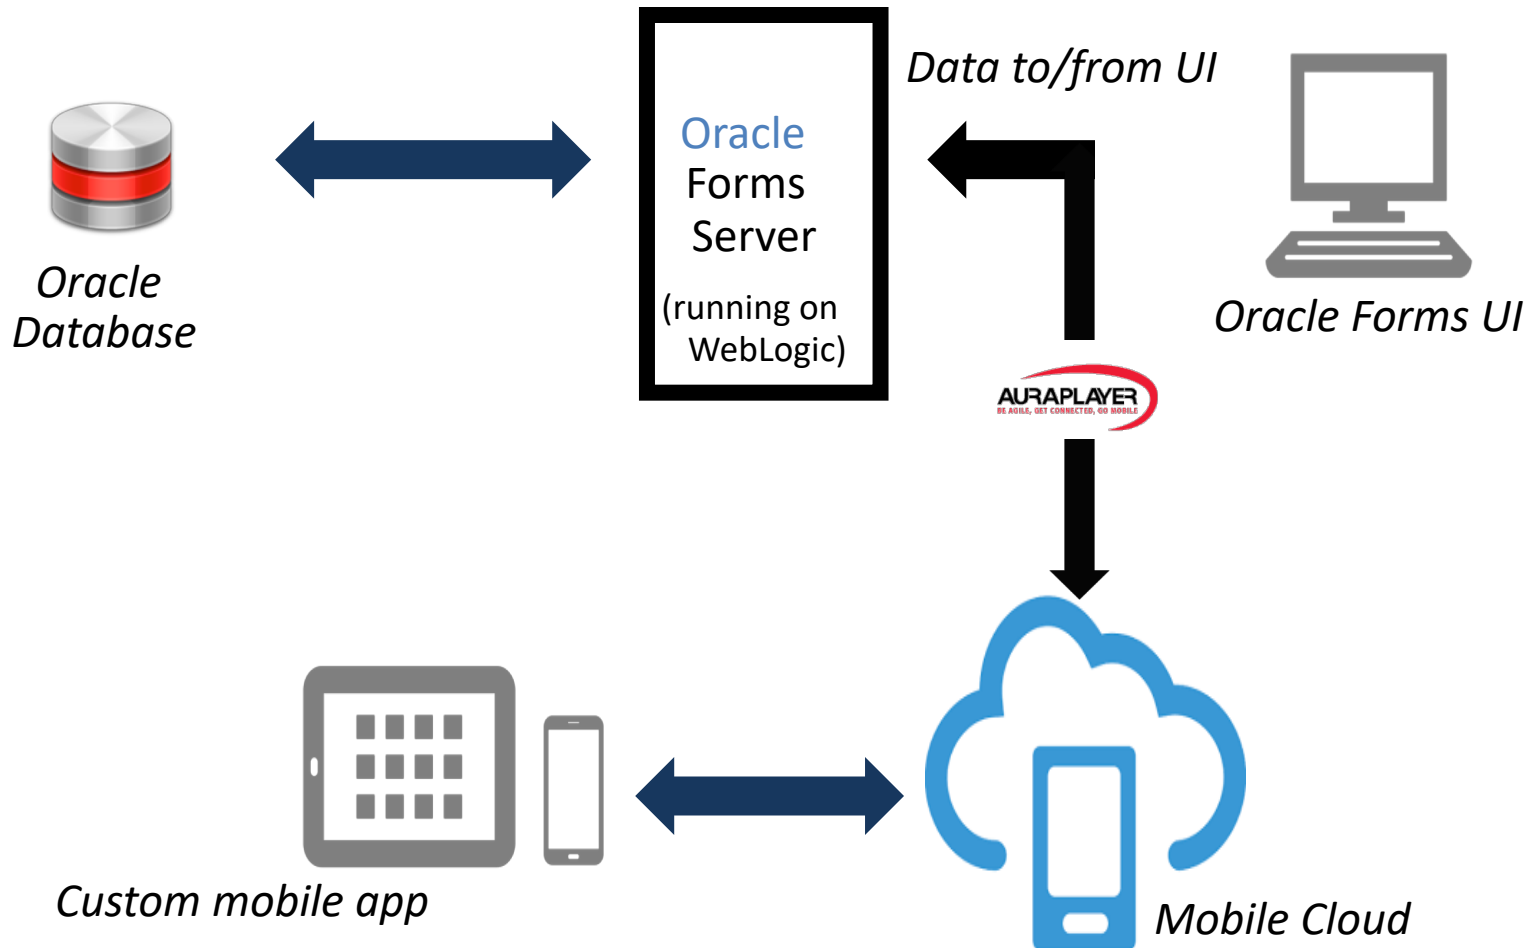 Data to/from UI
Oracle
Forms
Server
(running on
WebLogic)
Oracle
Database
Oracle Forms UI
AURAPLAYER
BE AGILE, GET CONNECTED, GO MOBILE
Custom mobile app
Mobile Cloud